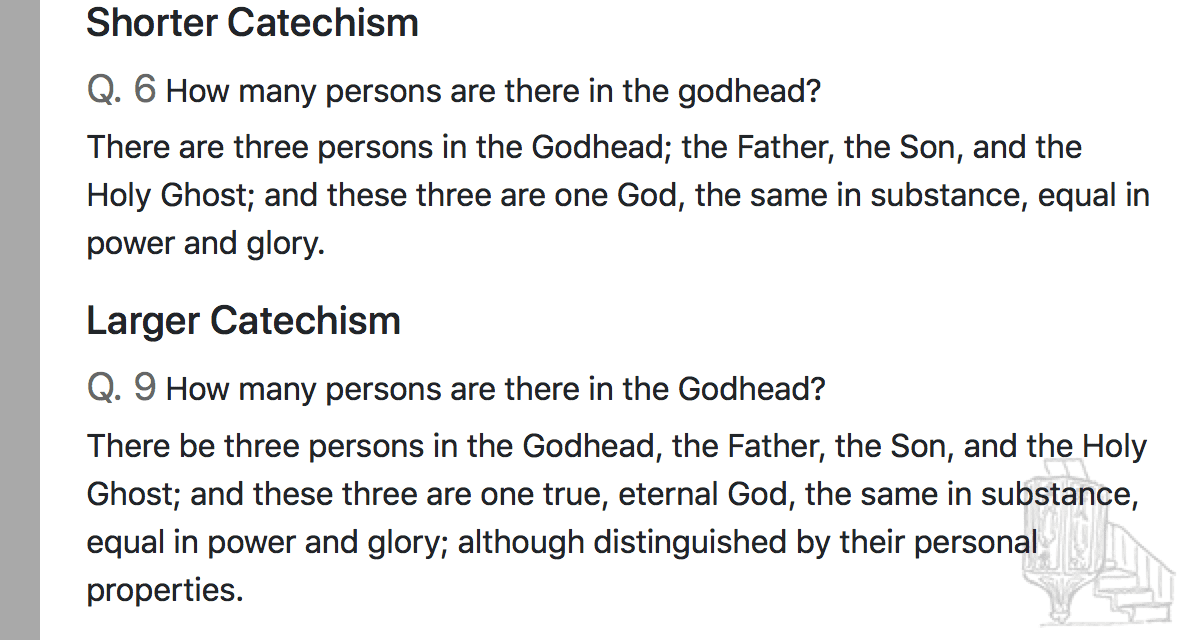 Shorter Catechism
Q. 6 How many persons are there in the godhead?
There are three persons in the Godhead; the Father, the Son, and the
Holy Ghost; and these three are one God, the same in substance, equal in
power and glory.
Larger Catechism
Q. 9 How many persons are there in the Godhead?
There be three persons in the Godhead, the Father, the Son, and the Holy
Ghost; and these three are one true, eternal God, the same in substance,
equal in power and glory; although distinguished by their personal
properties.